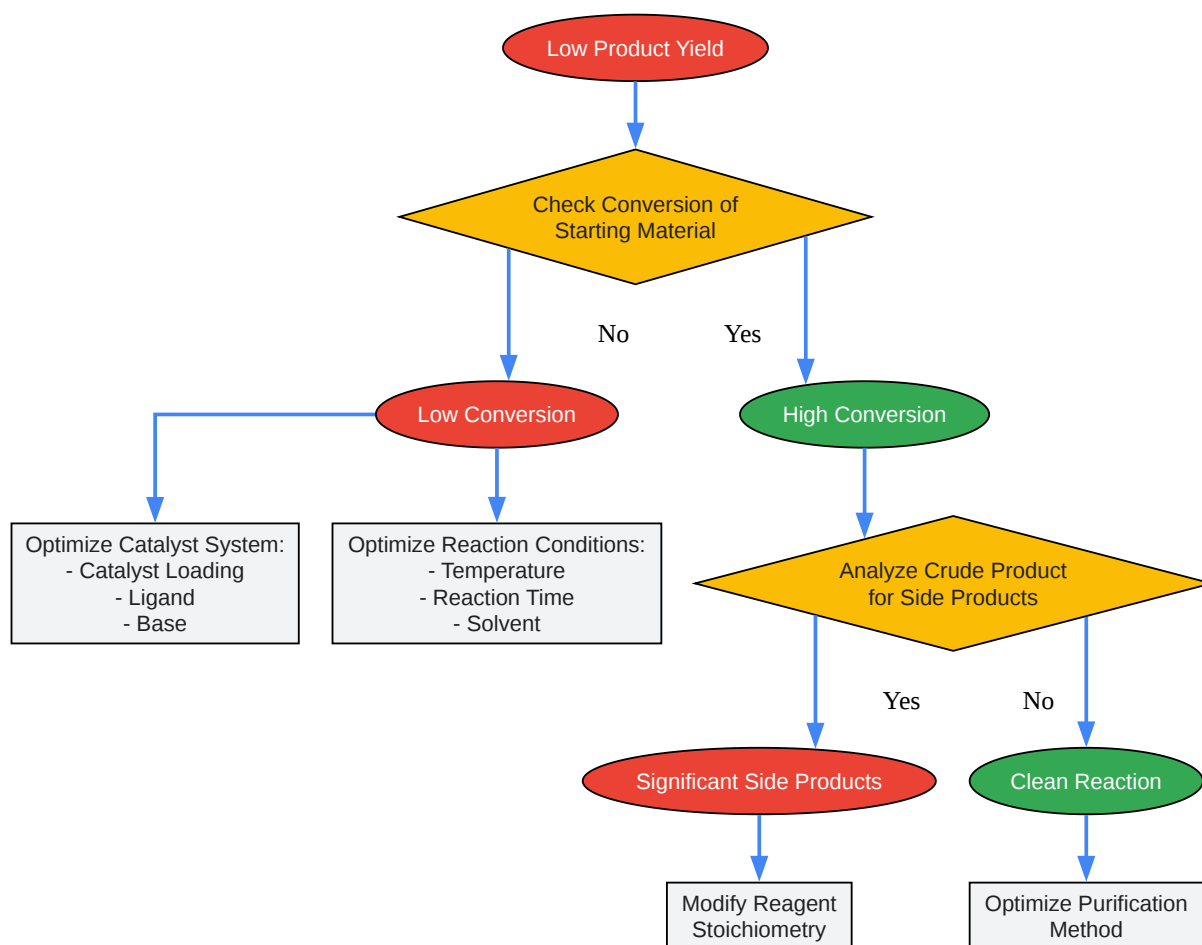 Low Product Yield
Check Conversion of
Starting Material
No
Yes
Low Conversion
High Conversion
Optimize Catalyst System:
- Catalyst Loading
- Ligand
- Base
Optimize Reaction Conditions:
- Temperature
- Reaction Time
- Solvent
Analyze Crude Product
for Side Products
Yes
No
Significant Side Products
Clean Reaction
Modify Reagent
Stoichiometry
Optimize Purification
Method